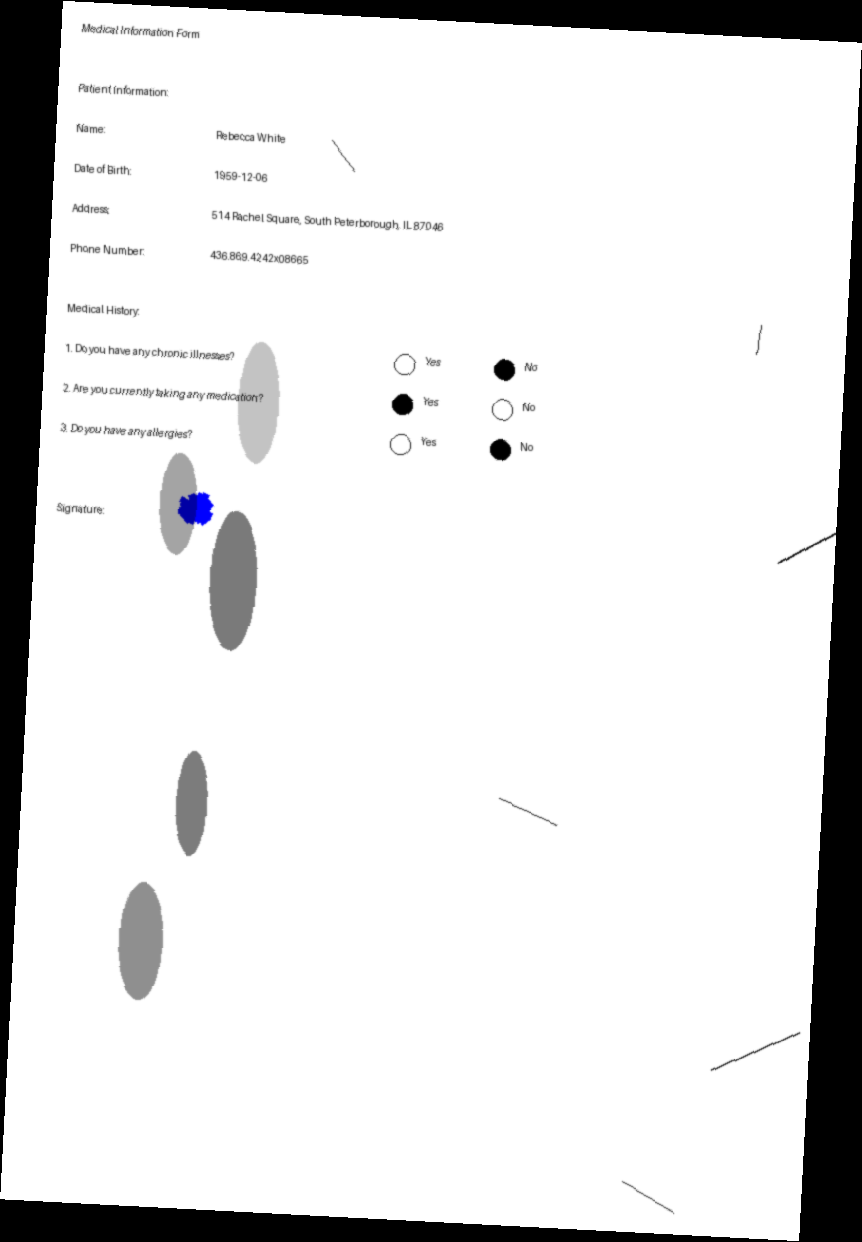 Medical Information Form
Patient Information:
Name: Rebecca White
Date of Birth: 1959-12-06
Address: 514 Rachel Square, South Peterborough, IL 87046
Phone Number: 436.869.4242x08665
Medical History:
1. Do you have any chronic illnesses? Yes No
2. Are you currently taking any medication? Yes No
3. Do you have any allergies? Yes No
Signature: